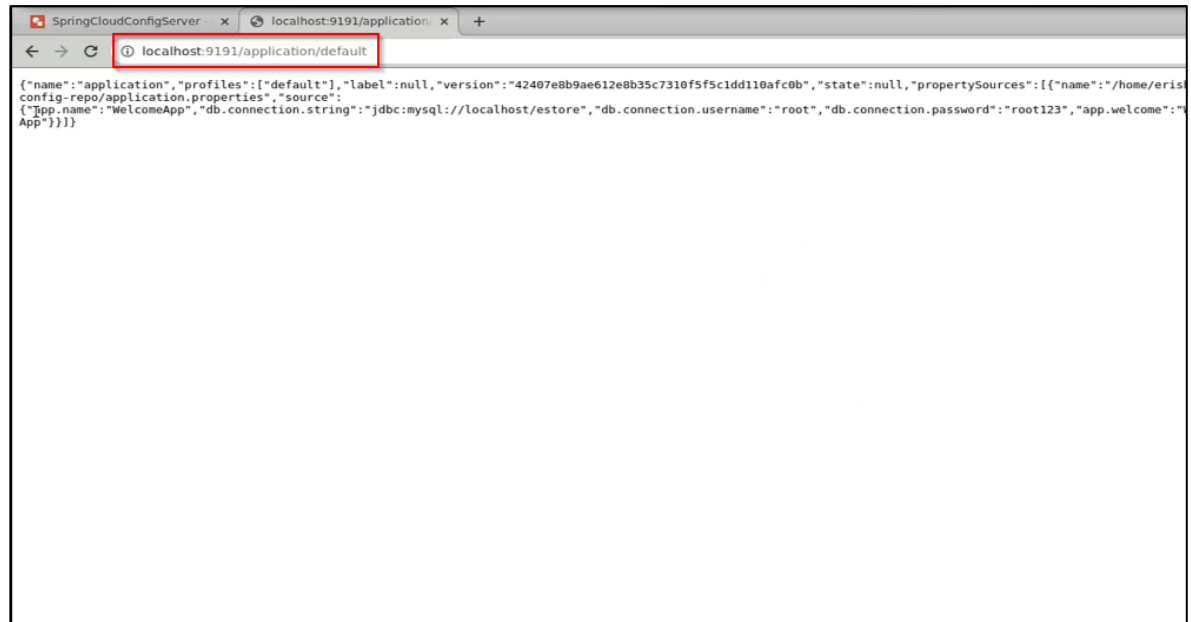 SpringCloudConfigServer
localhost:9191/application/
localhost:9191/application/default
{"name":"application","profiles":["default"],"label":null,"version":"42407e8b9ae612e8b35c7310f5f5c1dd110afc0b","state":null,"propertySources":[{"name":"/home/eris
config-repo/application.properties","source":
{"app.name":"WelcomeApp","db.connection.string":"jdbc:mysql://localhost/estore","db.connection.username":"root","db.connection.password":"root123","app.welcome":"
App"}}]}